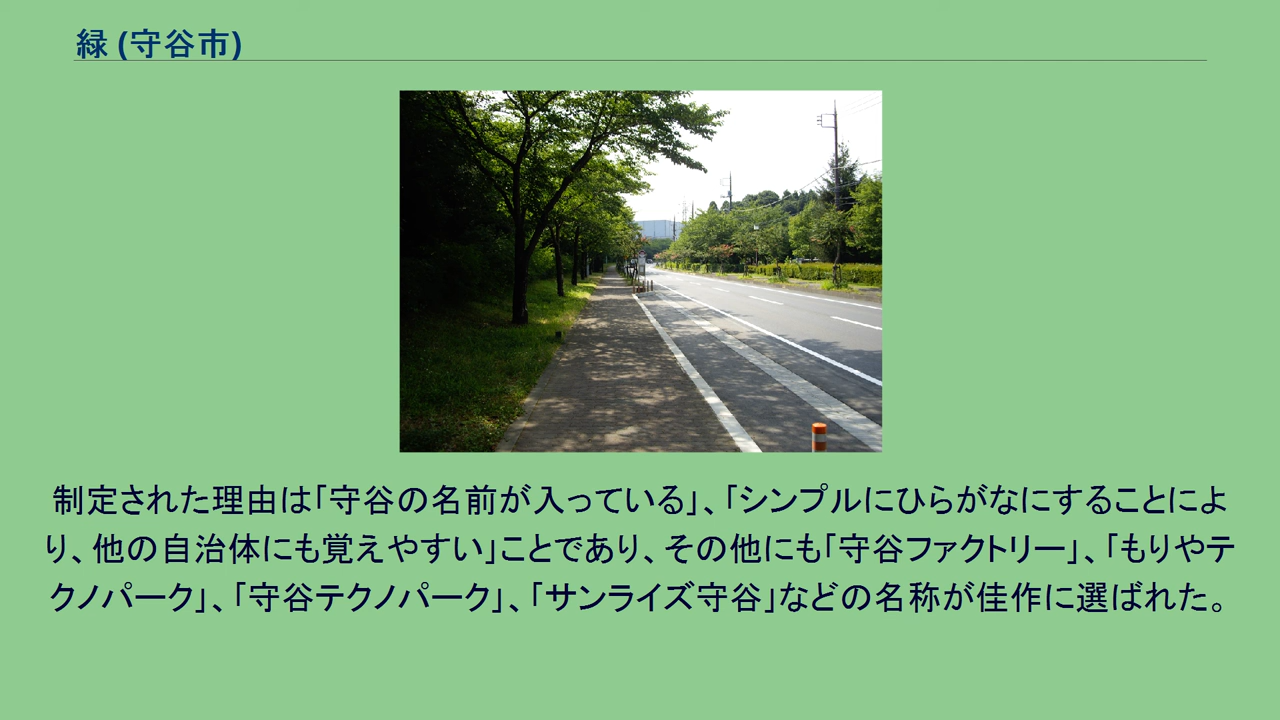 緑 (守谷市)
制定された理由は「守谷の名前が入っている」、「シンプルにひらがなにすることによ
り、他の自治体にも覚えやすい」ことであり、その他にも「守谷ファクトリー」、「もりやテ
クノパーク」、「守谷テクノパーク」、「サンライズ守谷」などの名称が佳作に選ばれた。